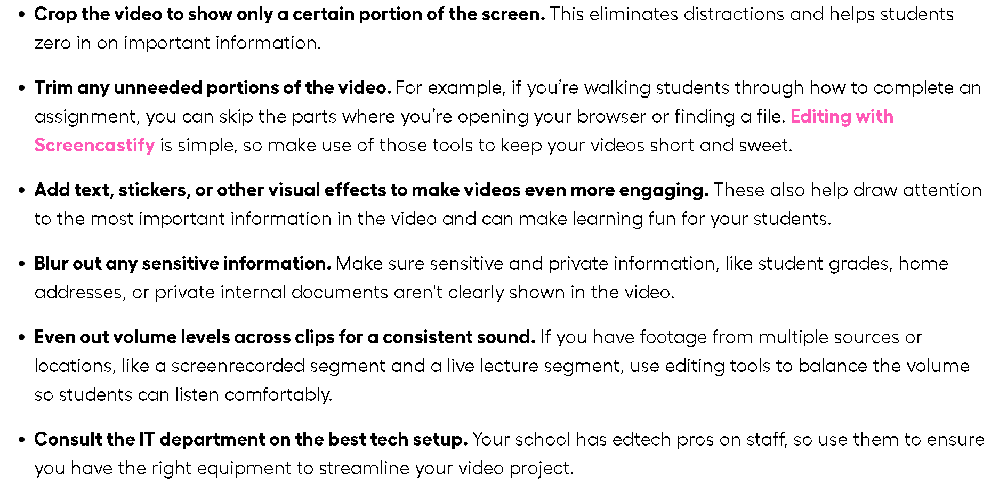 • Crop the video to show only a certain portion of the screen. This eliminates distractions and helps students
zero in on important information.
• Trim any unneeded portions of the video. For example, if you’re walking students through how to complete an
assignment, you can skip the parts where you’re opening your browser or finding a file. Editing with
Screencastify is simple, so make use of those tools to keep your videos short and sweet.
• Add text, stickers, or other visual effects to make videos even more engaging. These also help draw attention
to the most important information in the video and can make learning fun for your students.
• Blur out any sensitive information. Make sure sensitive and private information, like student grades, home
addresses, or private internal documents aren't clearly shown in the video.
• Even out volume levels across clips for a consistent sound. If you have footage from multiple sources or
locations, like a screenrecorded segment and a live lecture segment, use editing tools to balance the volume
so students can listen comfortably.
• Consult the IT department on the best tech setup. Your school has edtech pros on staff, so use them to ensure
you have the right equipment to streamline your video project.